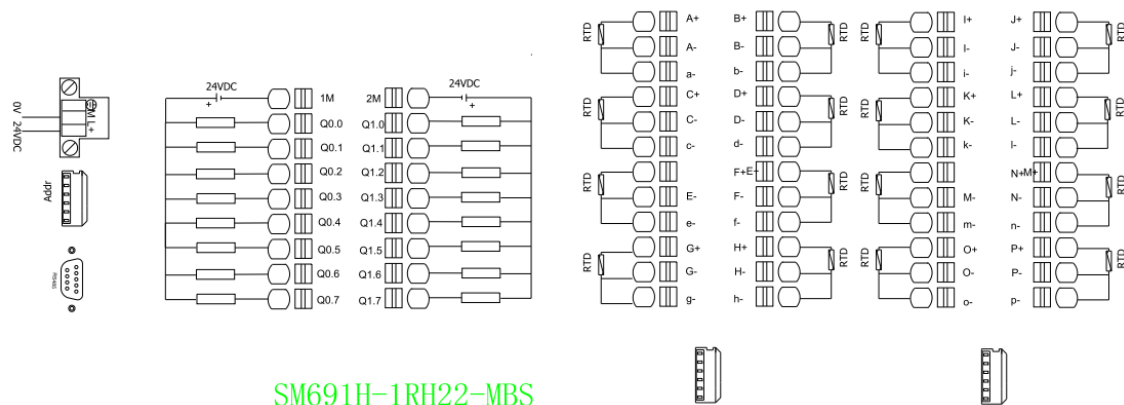 0V
24VDC
M L+
Addr
RS485
24VDC
+
1M
Q0.0
Q0.1
Q0.2
Q0.3
Q0.4
Q0.5
Q0.6
Q0.7
24VDC
+
2M
Q1.0
Q1.1
Q1.2
Q1.3
Q1.4
Q1.5
Q1.6
Q1.7
SM691H-1RH22-MBS
RTD
A+
A-
a-
RTD
C+
C-
c-
RTD
E-
e-
RTD
G+
G-
g-
B+
B-
b-
RTD
D+
D-
d-
RTD
F+E-
F-
f-
RTD
H+
H-
h-
RTD
RTD
I+
I-
i-
RTD
K+
K-
k-
RTD
M-
m-
RTD
O+
O-
o-
J+
J-
j-
RTD
L+
L-
l-
RTD
N+M+
N-
n-
RTD
P+
P-
p-
RTD